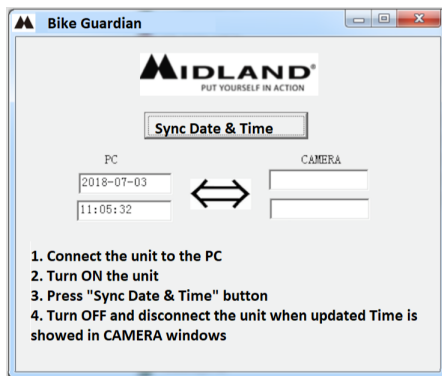 Bike Guardian
MIDLAND®
PUT YOURSELF IN ACTION
Sync Date & Time
PC CAMERA
2018-07-03
11:05:32
1. Connect the unit to the PC
2. Turn ON the unit
3. Press "Sync Date & Time" button
4. Turn OFF and disconnect the unit when updated Time is
showed in CAMERA windows